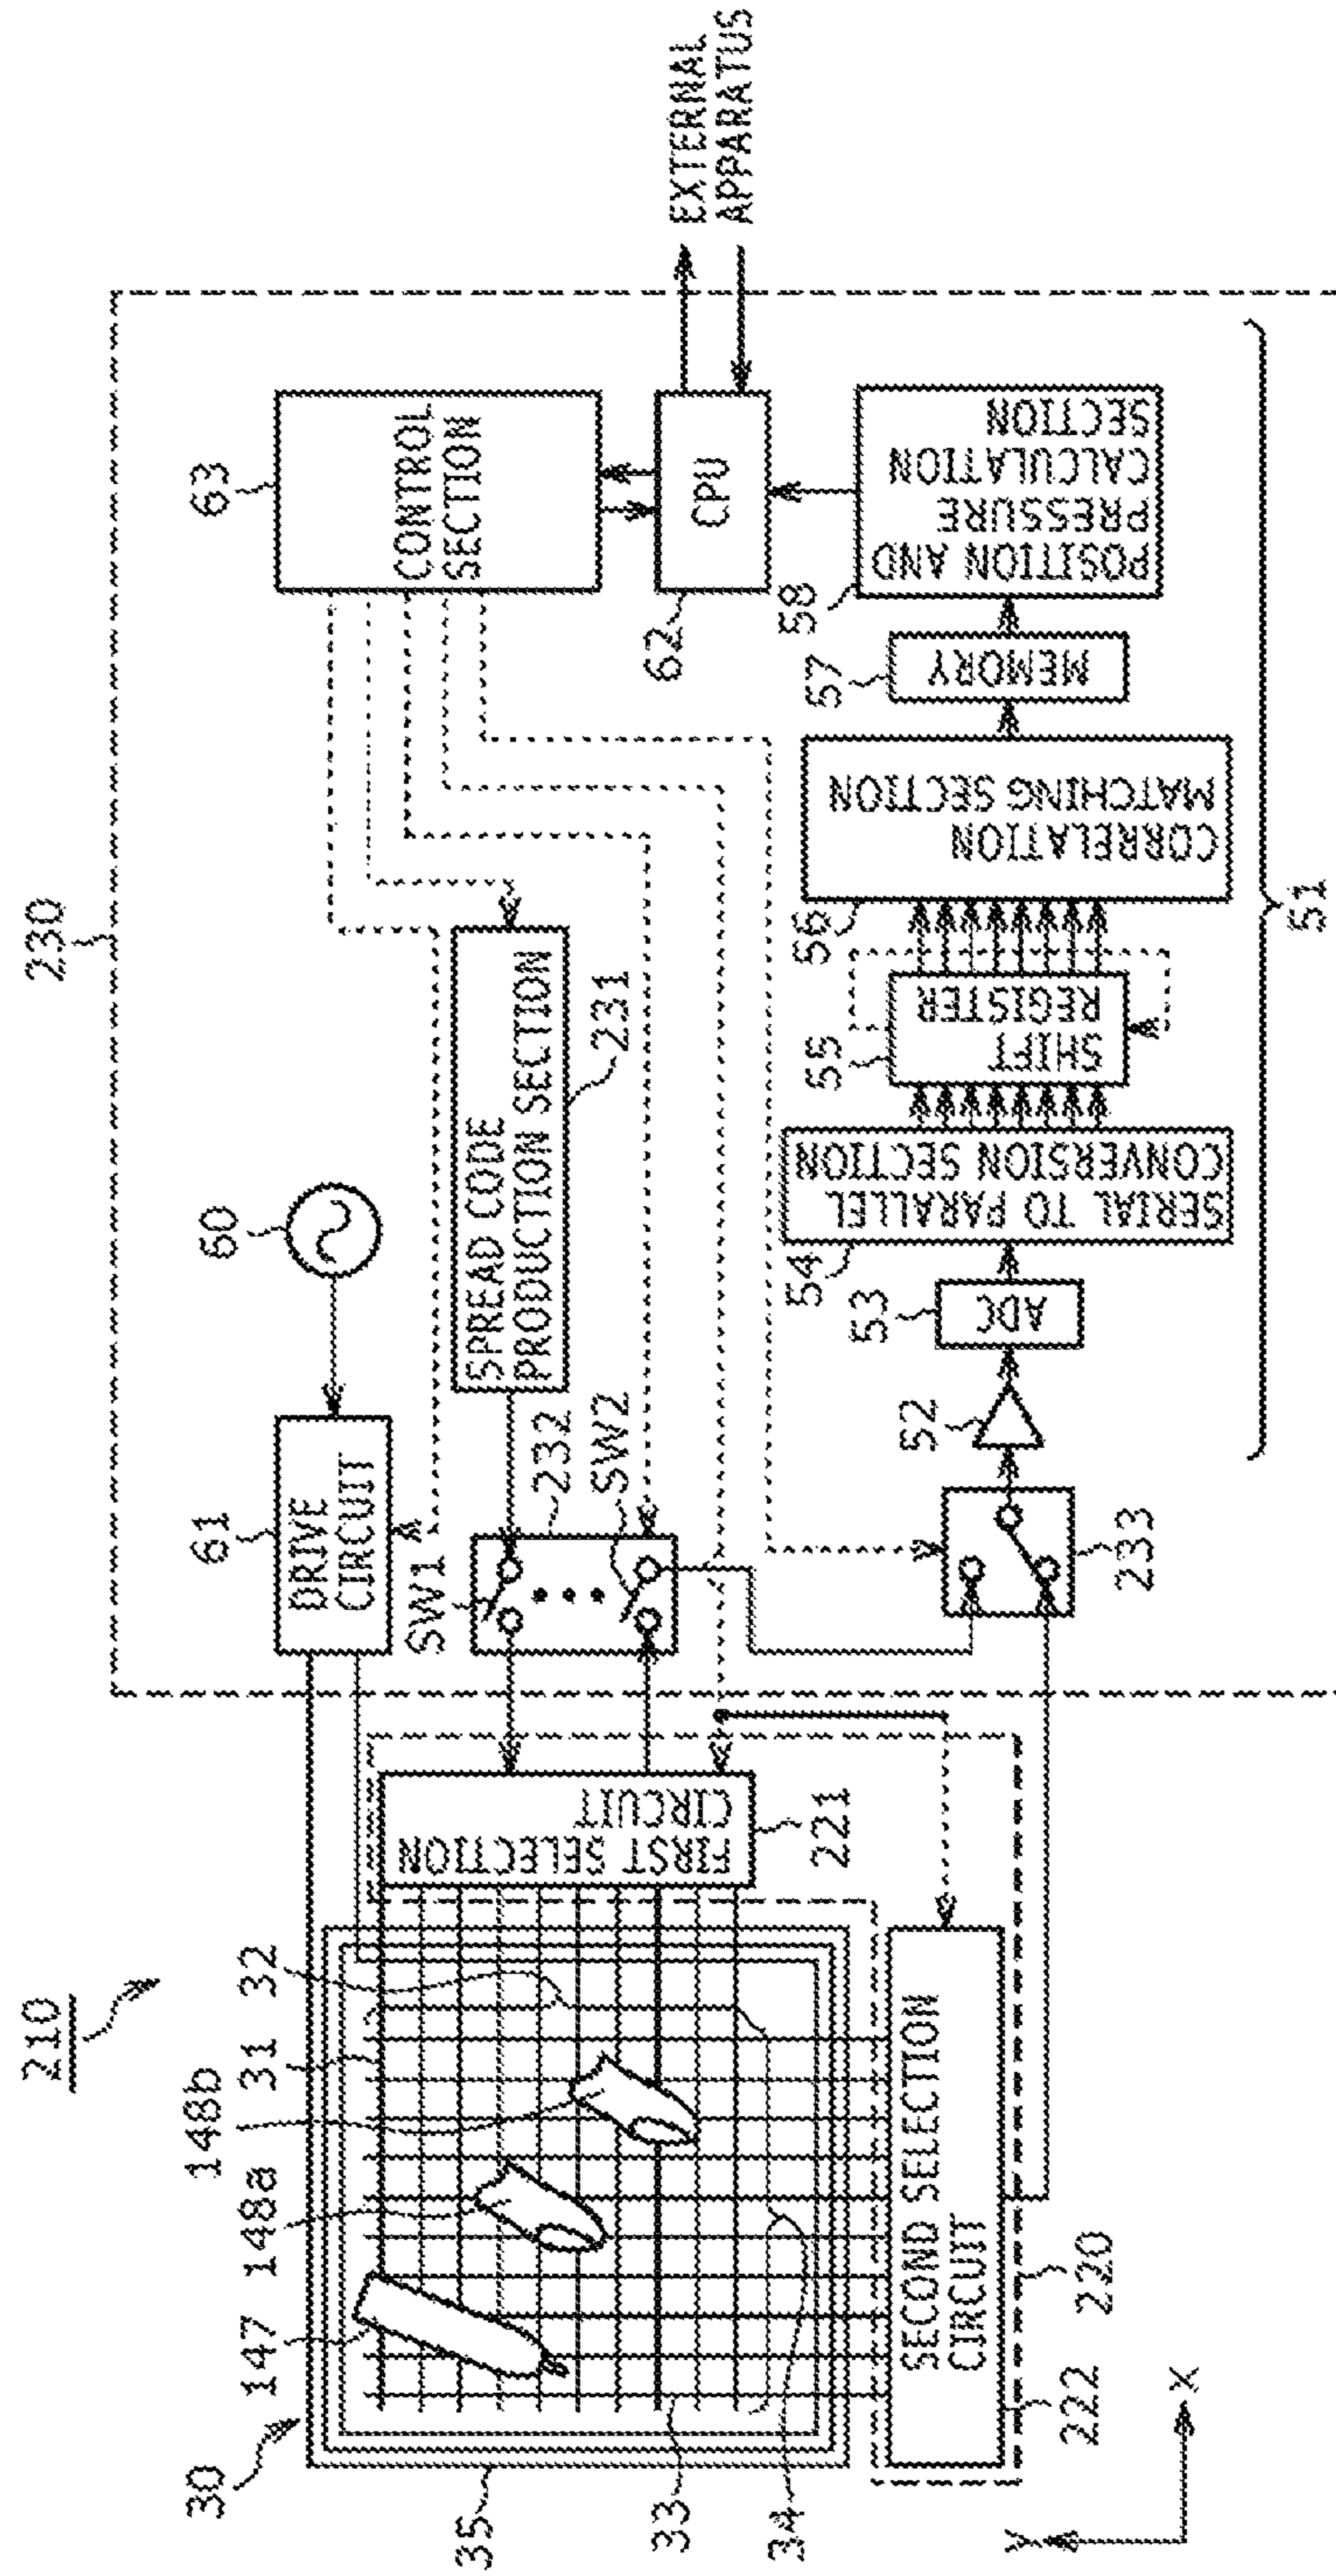 210
30
147
148a
148b
31
32
35
33
34
222
220
Y
X
SECOND SELECTION
CIRCUIT
FIRST SELECTION
CIRCUIT
221
230
61
DRIVE
CIRCUIT
60
SW1
232
SW2
SPREAD CODE
PRODUCTION SECTION
231
63
CONTROL
SECTION
62
CPU
EXTERNAL
APPARATUS
233
52
53
ADC
54
SERIAL TO PARALLEL
CONVERSION SECTION
55
SHIFT
REGISTER
56
CORRELATION
MATCHING SECTION
57
MEMORY
58
POSITION AND
PRESSURE
CALCULATION
SECTION
51